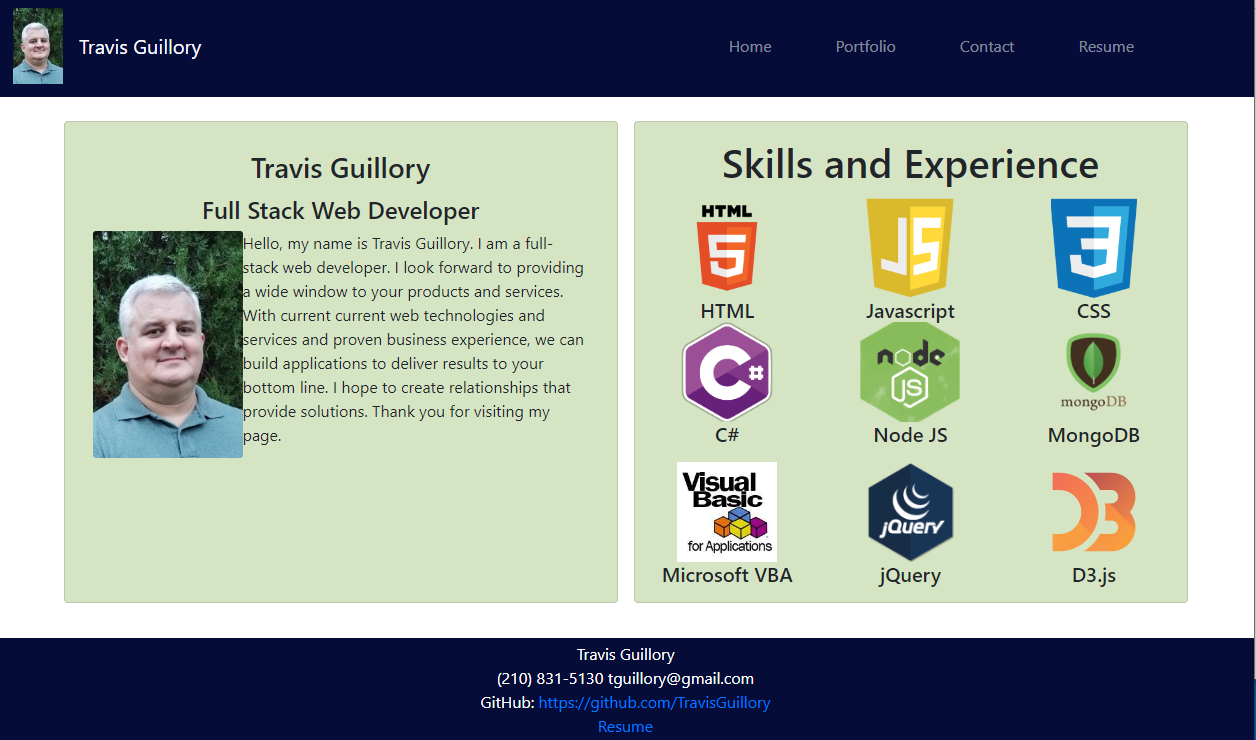 Travis Guillory
Home
Portfolio
Contact
Resume
Travis Guillory
Full Stack Web Developer
Hello, my name is Travis Guillory. I am a full-
stack web developer. I look forward to providing
a wide window to your products and services.
With current current web technologies and
services and proven business experience, we can
build applications to deliver results to your
bottom line. I hope to create relationships that
provide solutions. Thank you for visiting my
page.
Skills and Experience
HTML
5
JS
3
HTML
Javascript
CSS
C#
node
JS
mongoDB
C#
Node JS
MongoDB
Visual
Basic
for Applications
jQuery
D3
Microsoft VBA
jQuery
D3.js
Travis Guillory
(210) 831-5130 tguillory@gmail.com
GitHub: https://github.com/TravisGuillory
Resume